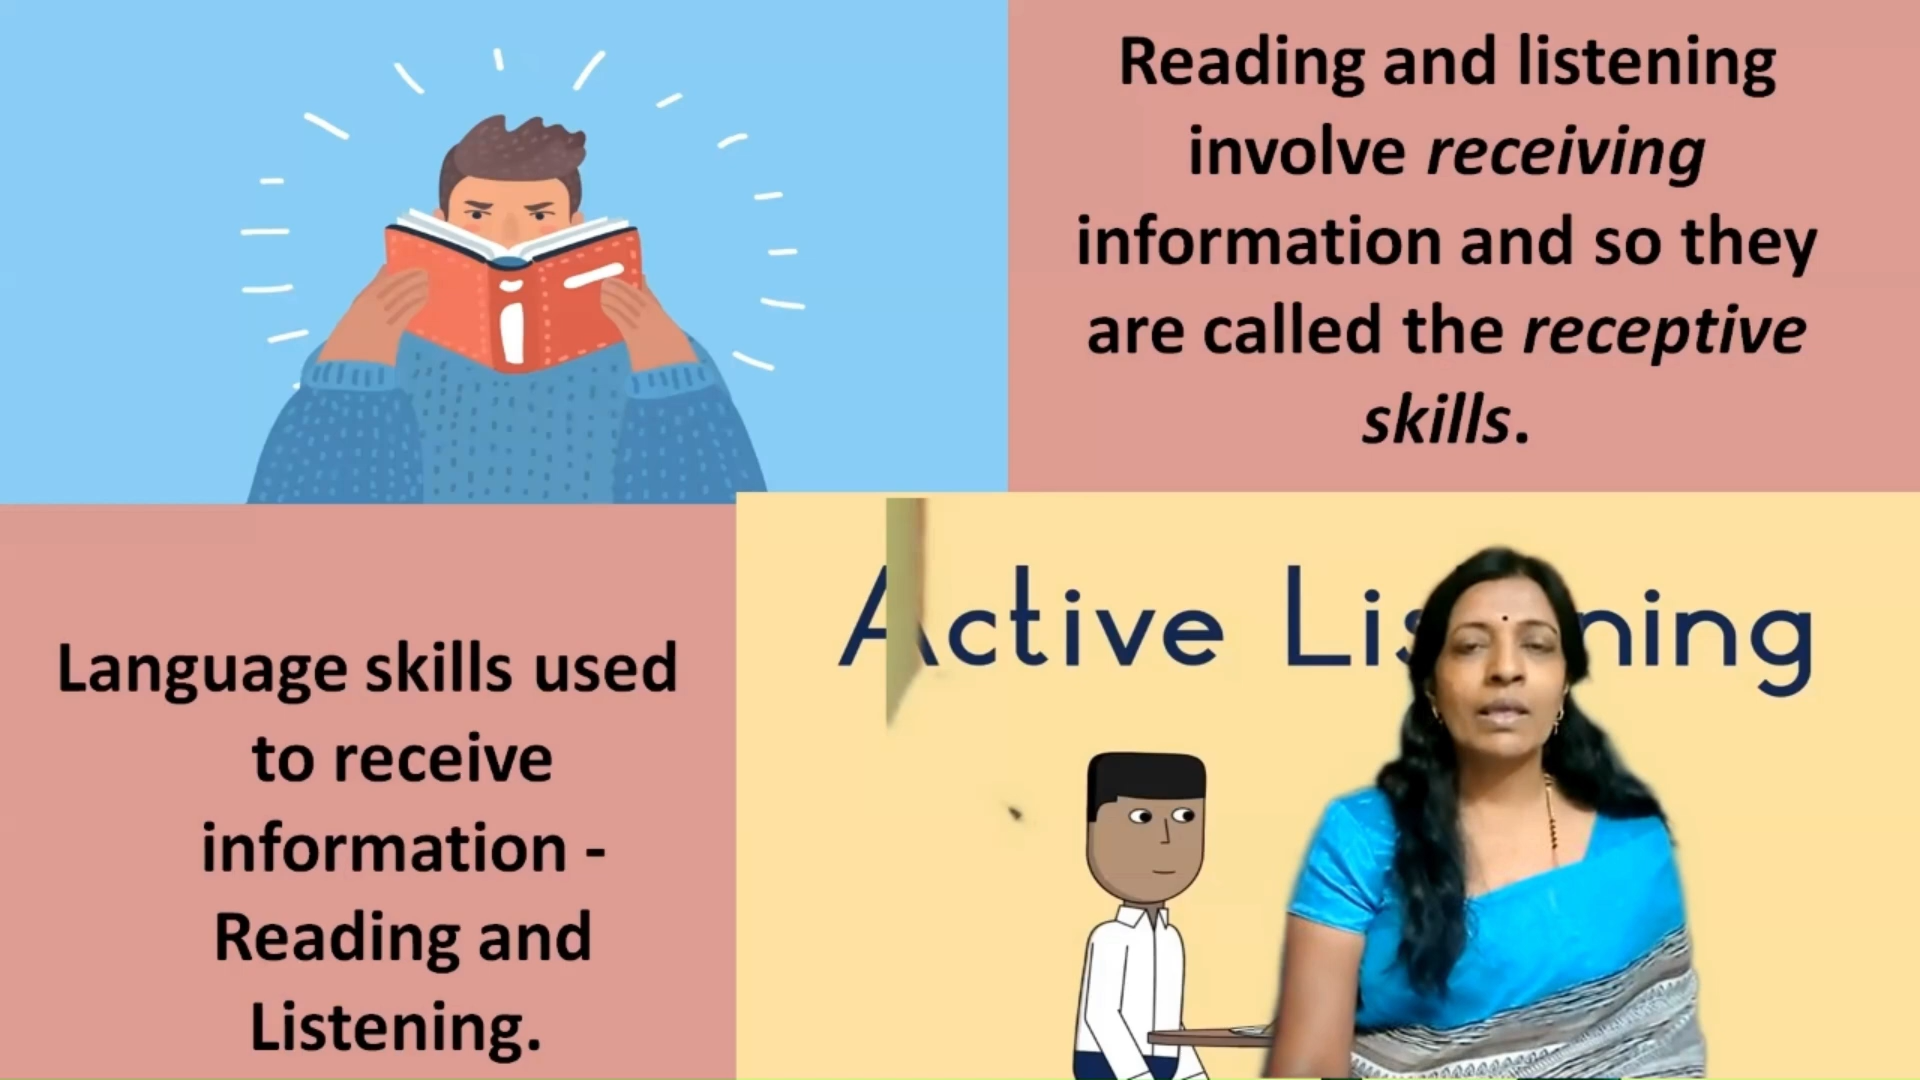 Reading and listening
involve receiving
information and so they
are called the receptive
skills.
Language skills used
to receive
information -
Reading and
Listening.
Active Lis ning